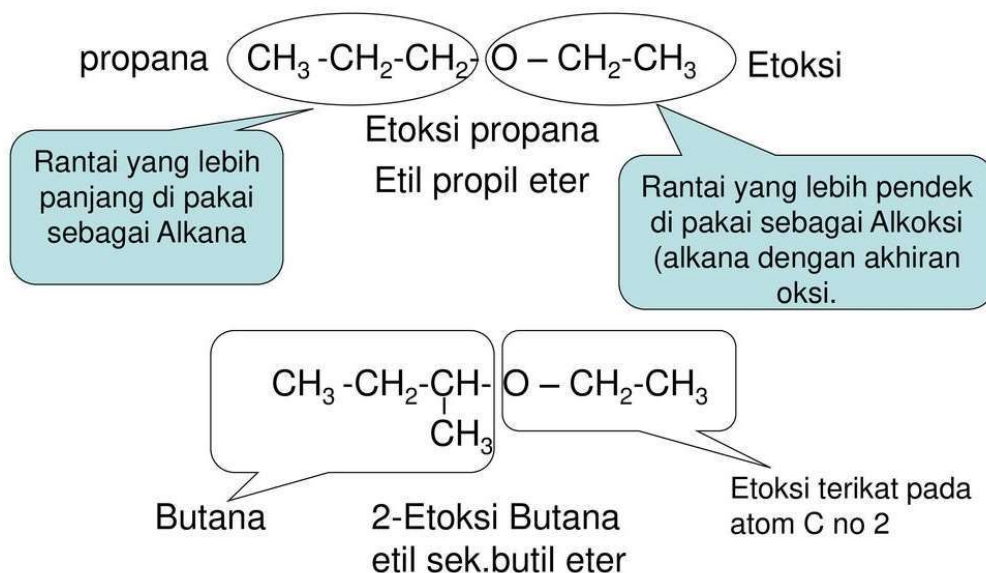 propana CH₃ -CH₂-CH₂- O – CH₂-CH₃ Etoksi
Etoksi propana
Etil propil eter
Rantai yang lebih
panjang di pakai
sebagai Alkana
Rantai yang lebih pendek
di pakai sebagai Alkoksi
(alkana dengan akhiran
oksi.
CH₃ -CH₂-CH- O – CH₂-CH₃
CH₃
Butana
2-Etoksi Butana
etil sek.butil eter
Etoksi terikat pada
atom C no 2